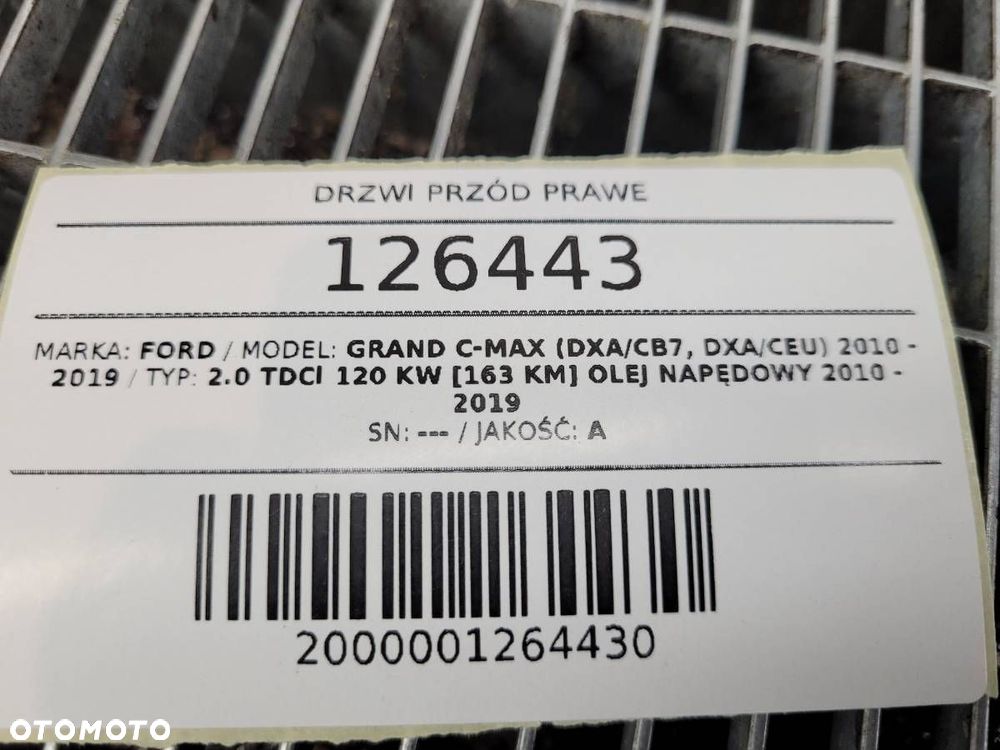 DRZWI PRZÓD PRAWE
126443
MARKA: FORD / MODEL: GRAND C-MAX (DXA/CB7, DXA/CEU) 2010 -
2019 / TYP: 2.0 TDCI 120 KW [163 KM] OLEJ NAPĘDOWY 2010 -
2019
SN: --- / JAKOŚĆ: A
2000001264430
OTOMOTO